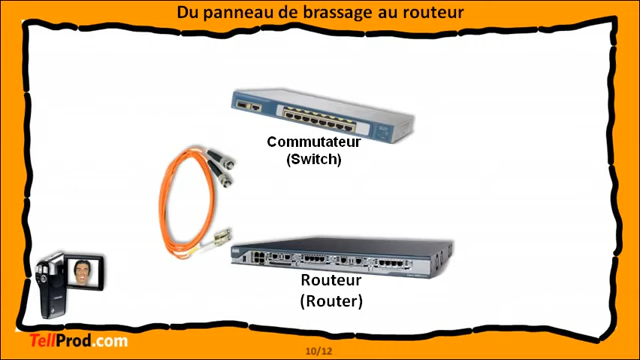 Du panneau de brassage au routeur
Commutateur
(Switch)
Routeur
(Router)
TellProd.com
10/12